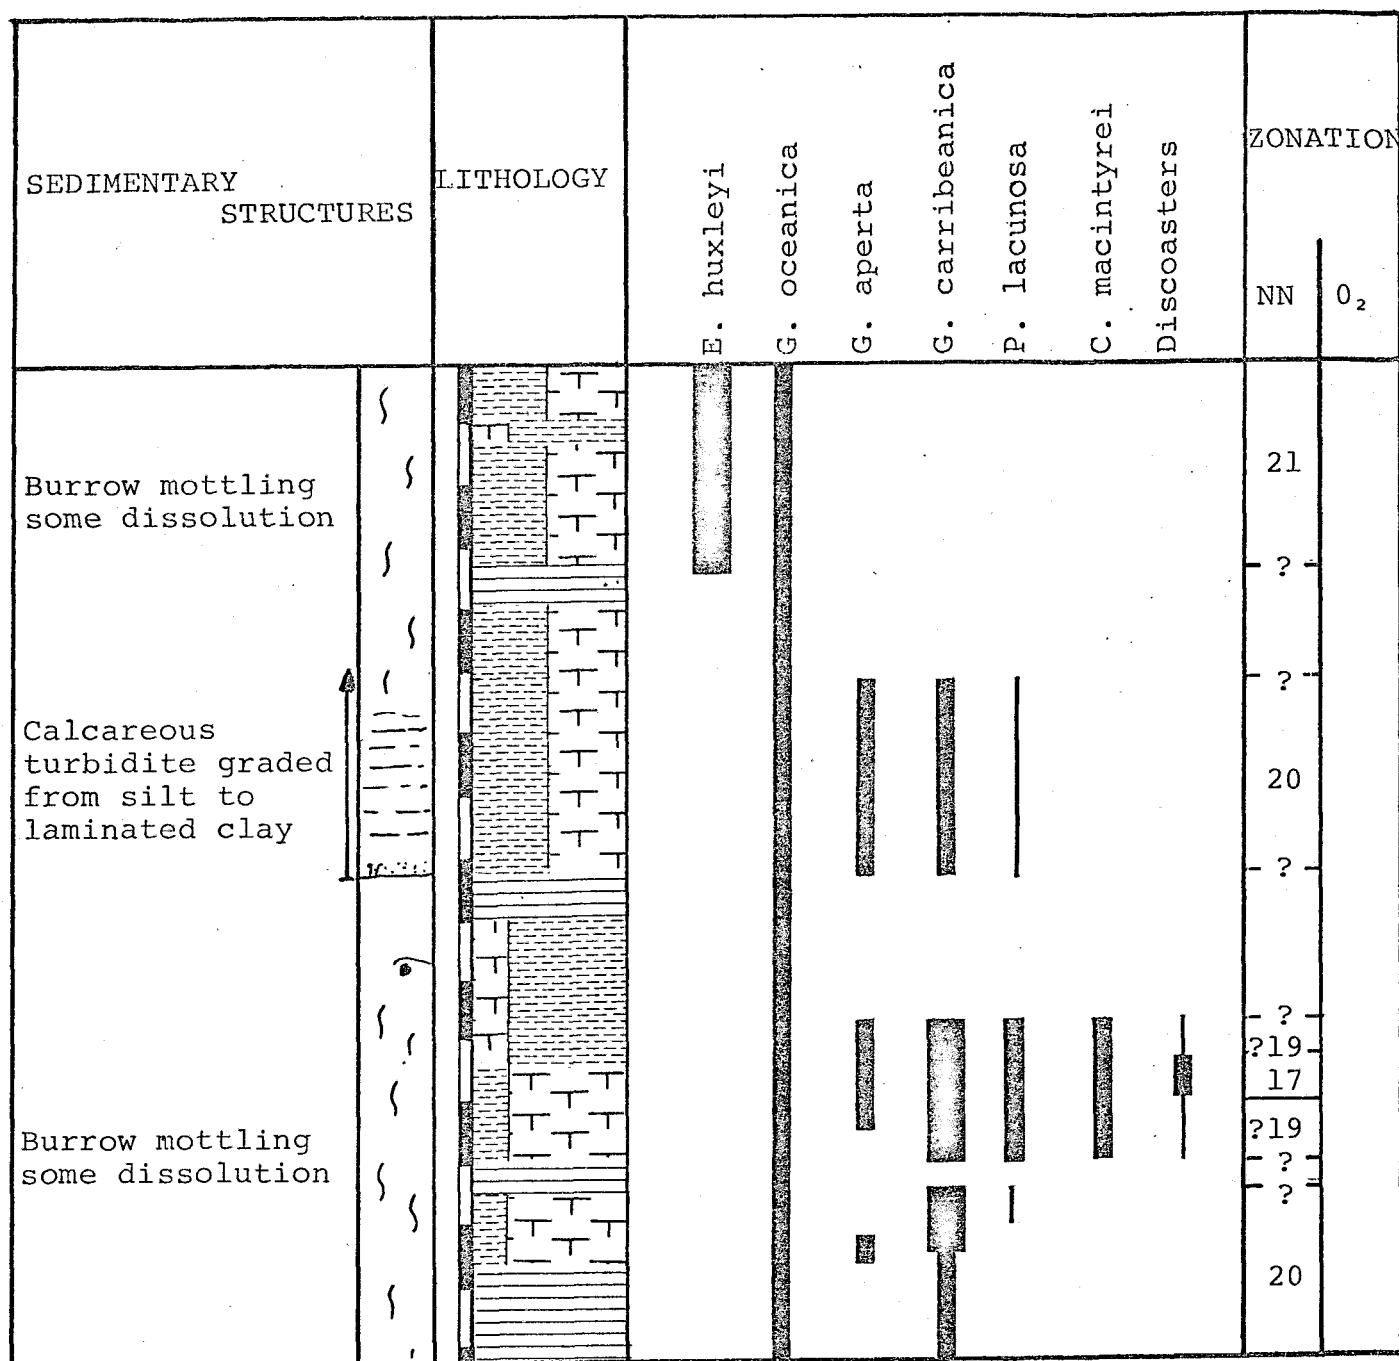 SEDIMENTARY
STRUCTURES
LITHOLOGY
E. huxleyi
G. oceanica
G. aperta
G. carribeanica
P. lacunosa
C. macintyrei
Discoasters
ZONATION
NN
O₂
Burrow mottling
some dissolution
Calcareous
turbidite graded
from silt to
laminated clay
Burrow mottling
some dissolution
21
?
?
20
?
?
?19
17
?19
?
?
20